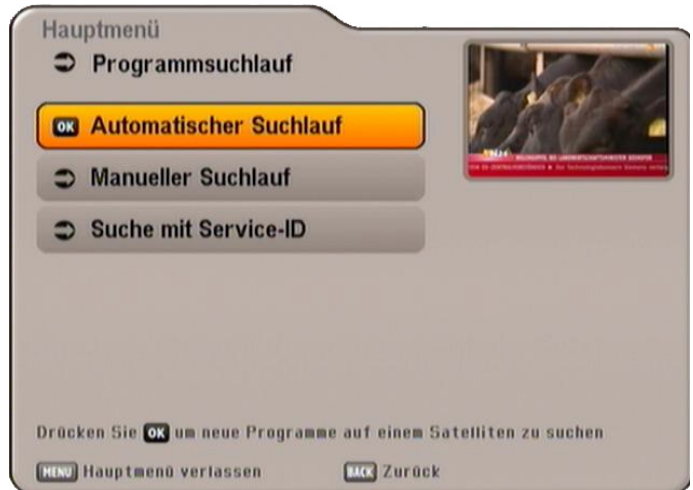 Hauptmenü
Programmsuchlauf
OK Automatischer Suchlauf
Manueller Suchlauf
Suche mit Service-ID
Drücken Sie OK um neue Programme auf einem Satelliten zu suchen
MENU Hauptmenü verlassen BACK Zurück